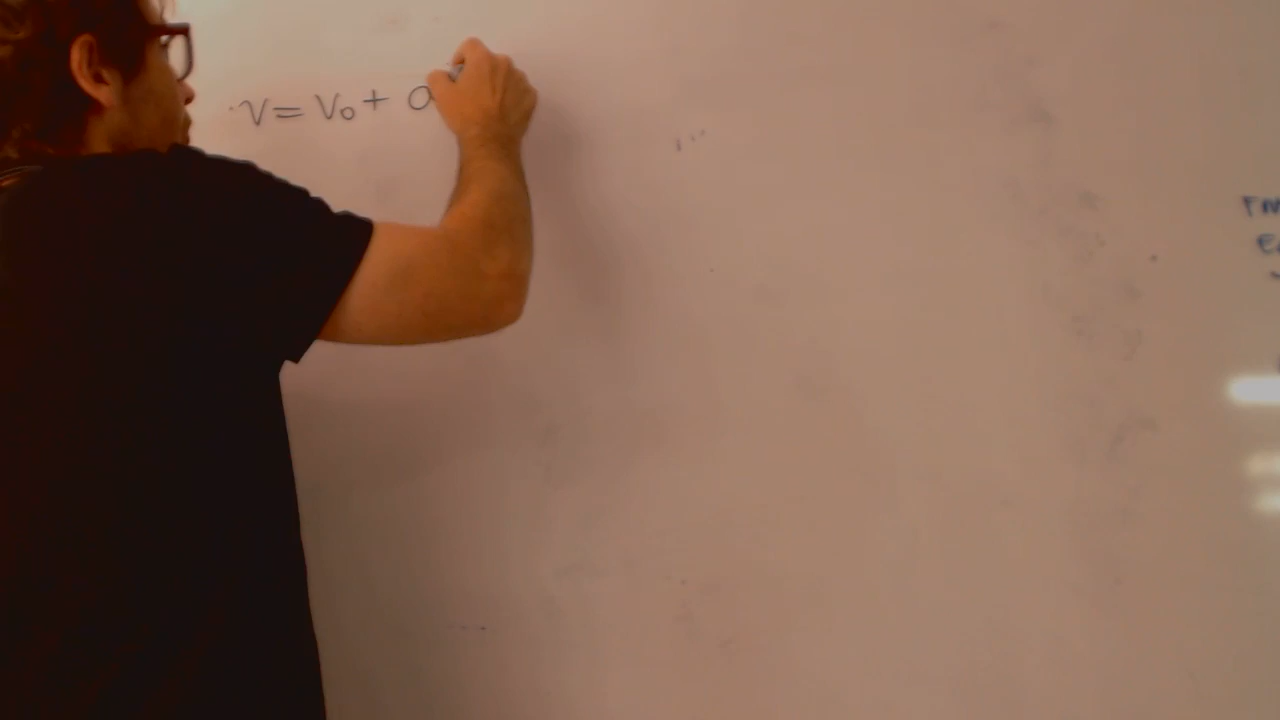 v = v₀ + a